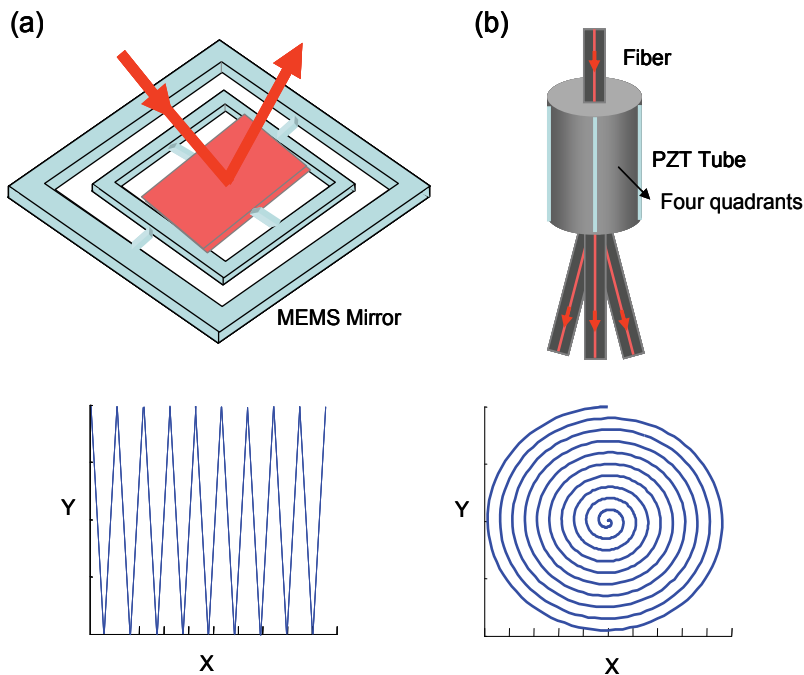 (a)
MEMS Mirror
Y
X
(b)
Fiber
PZT Tube
Four quadrants
Y
X